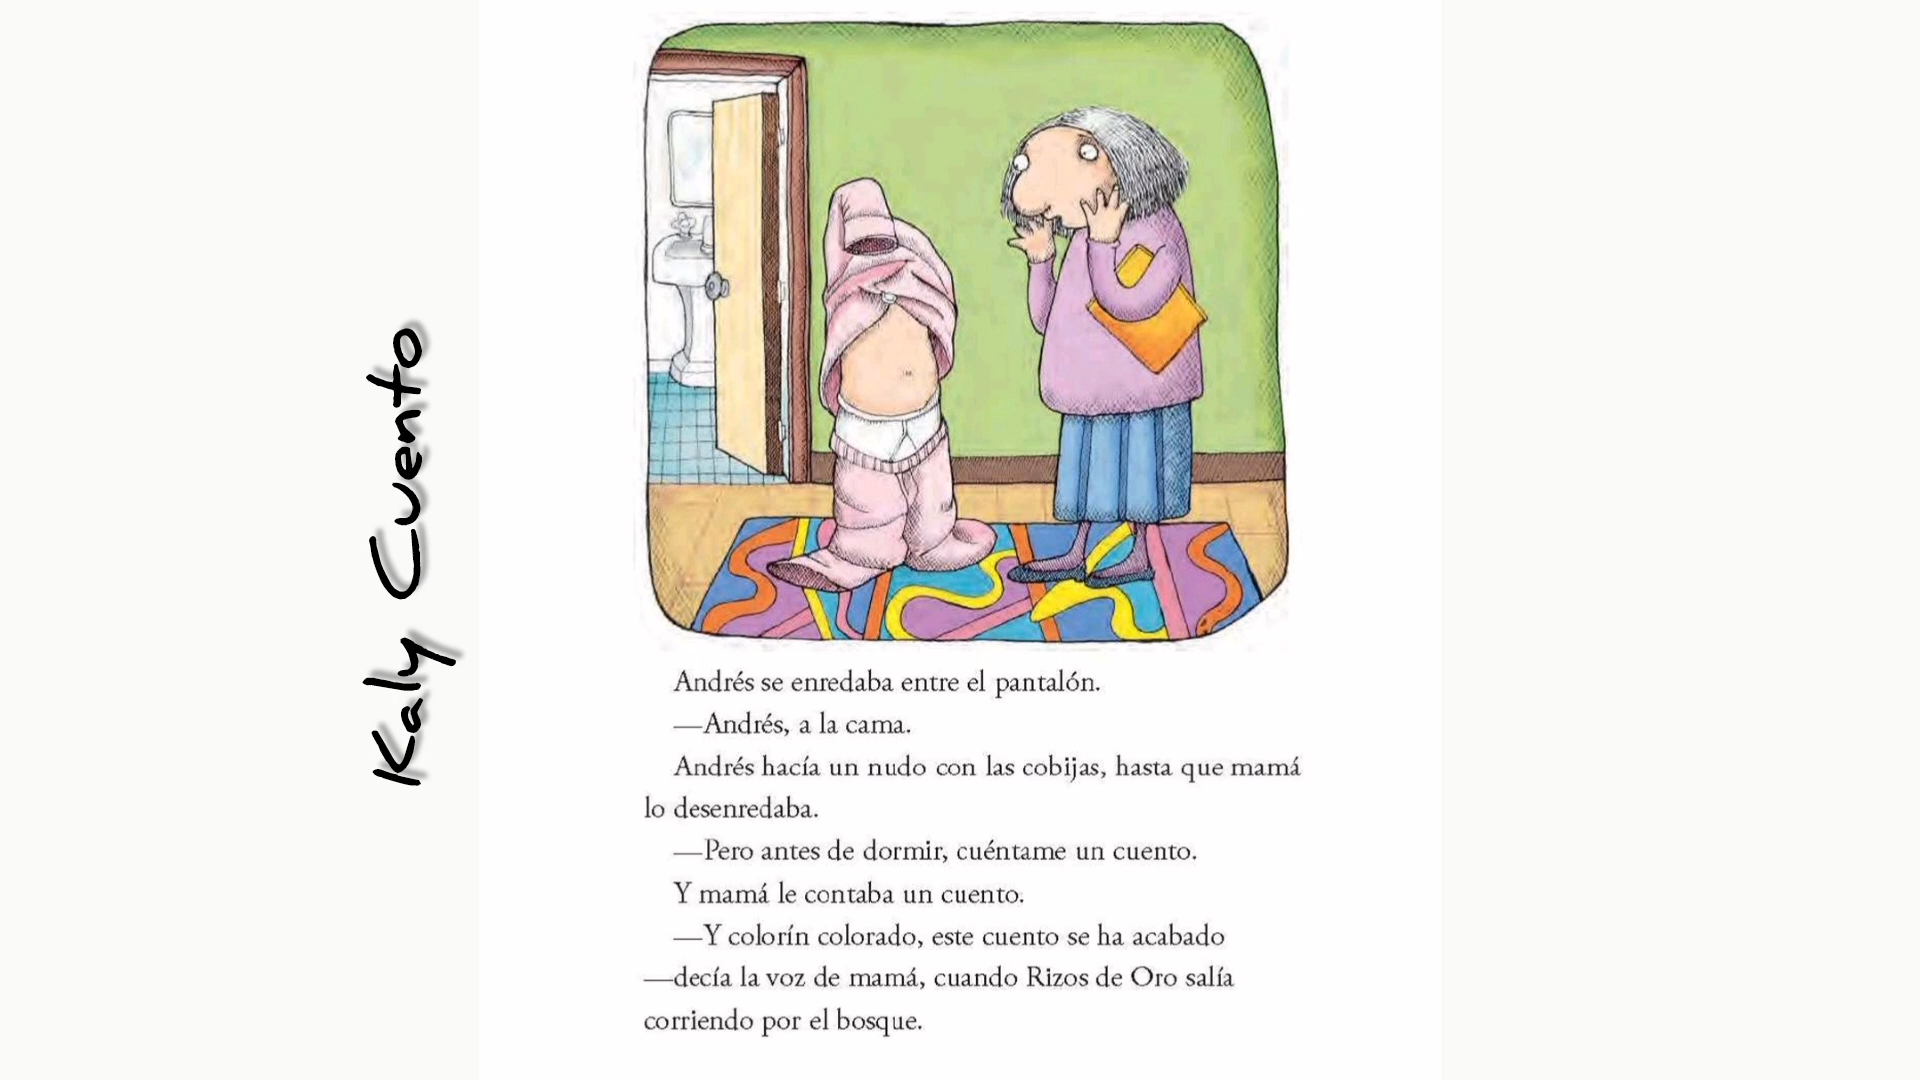 Kaly Cuento
Andrés se enredaba entre el pantalón.
—Andrés, a la cama.
Andrés hacía un nudo con las cobijas, hasta que mamá
lo desenredaba.
—Pero antes de dormir, cuéntame un cuento.
Y mamá le contaba un cuento.
—Y colorín colorado, este cuento se ha acabado
—decía la voz de mamá, cuando Rizos de Oro salía
corriendo por el bosque.